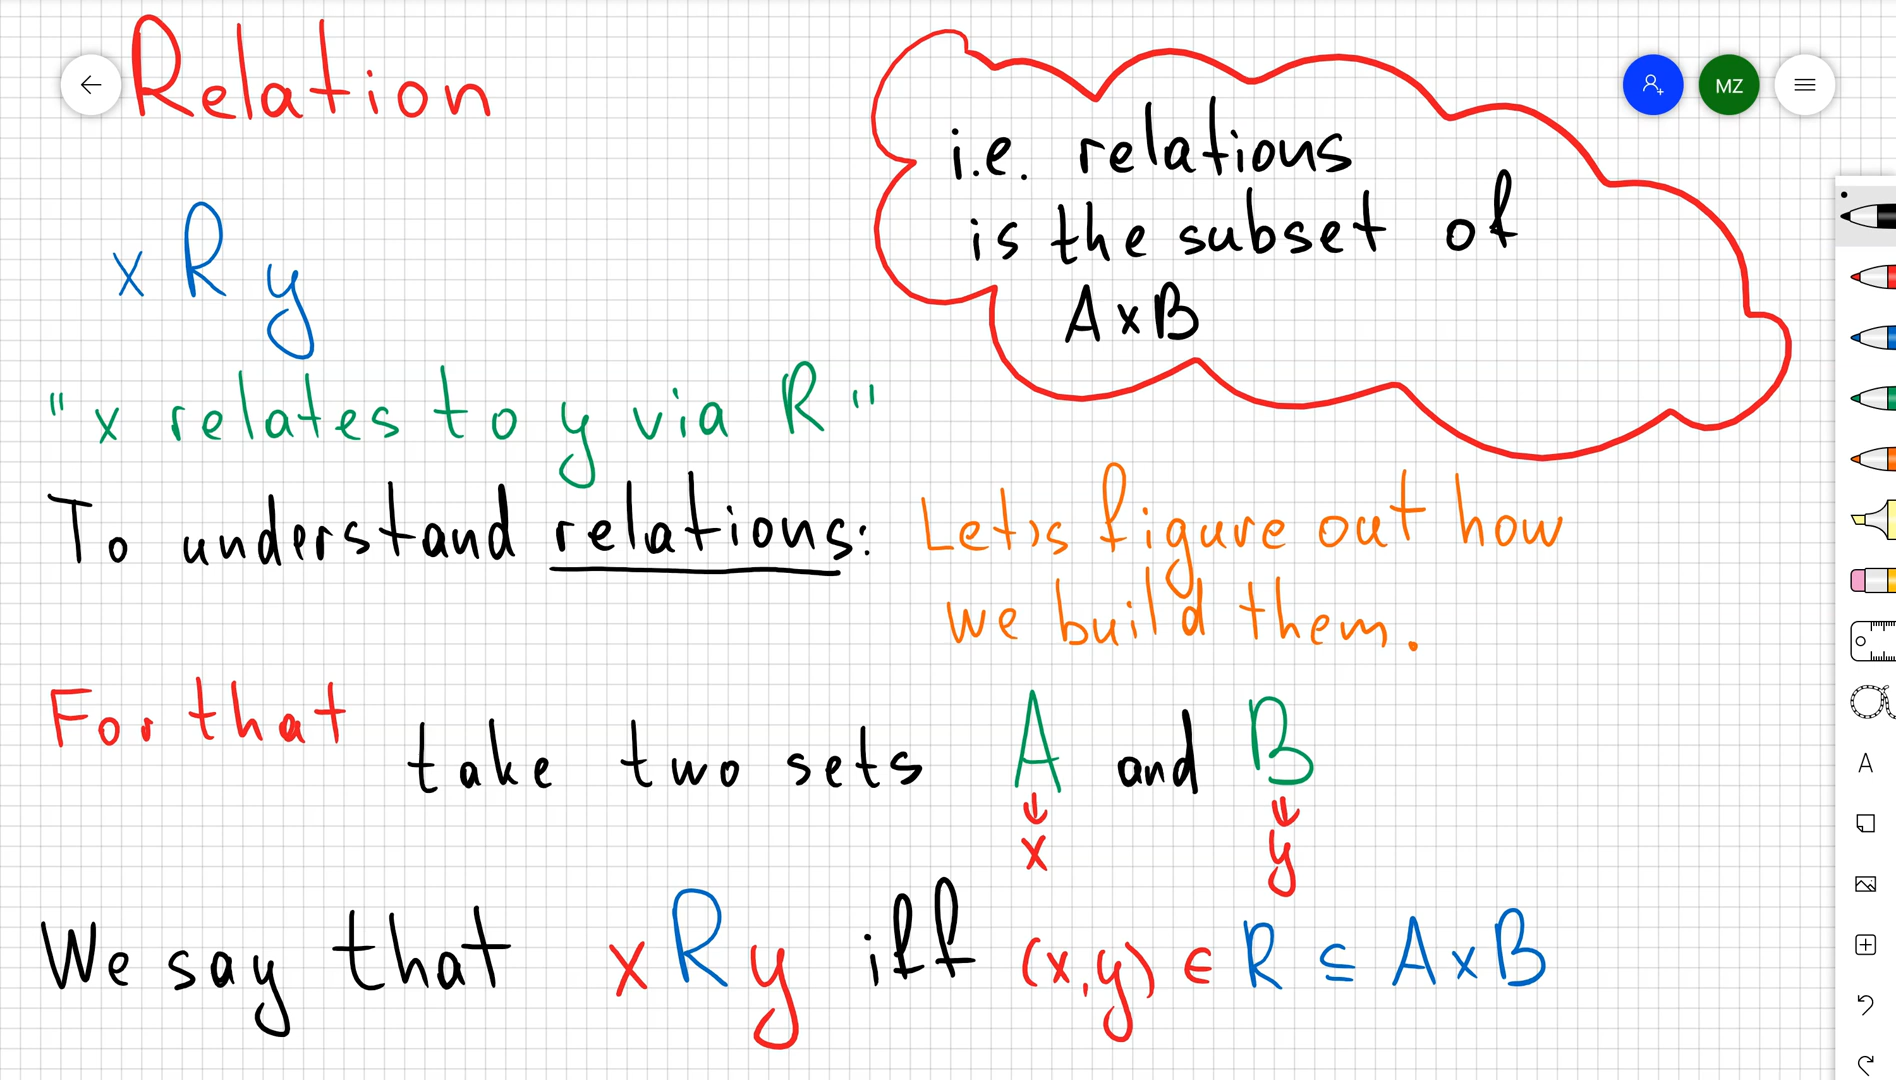 Relation
i.e. relations
is the subset of
A×B
MZ
x R y
"x relates to y via R"
To understand relations: Let's figure out how
we build them.
For that take two sets A and B
↓ ↓
x y
We say that x R y iff (x,y) ∈ R ⊆ A×B
A